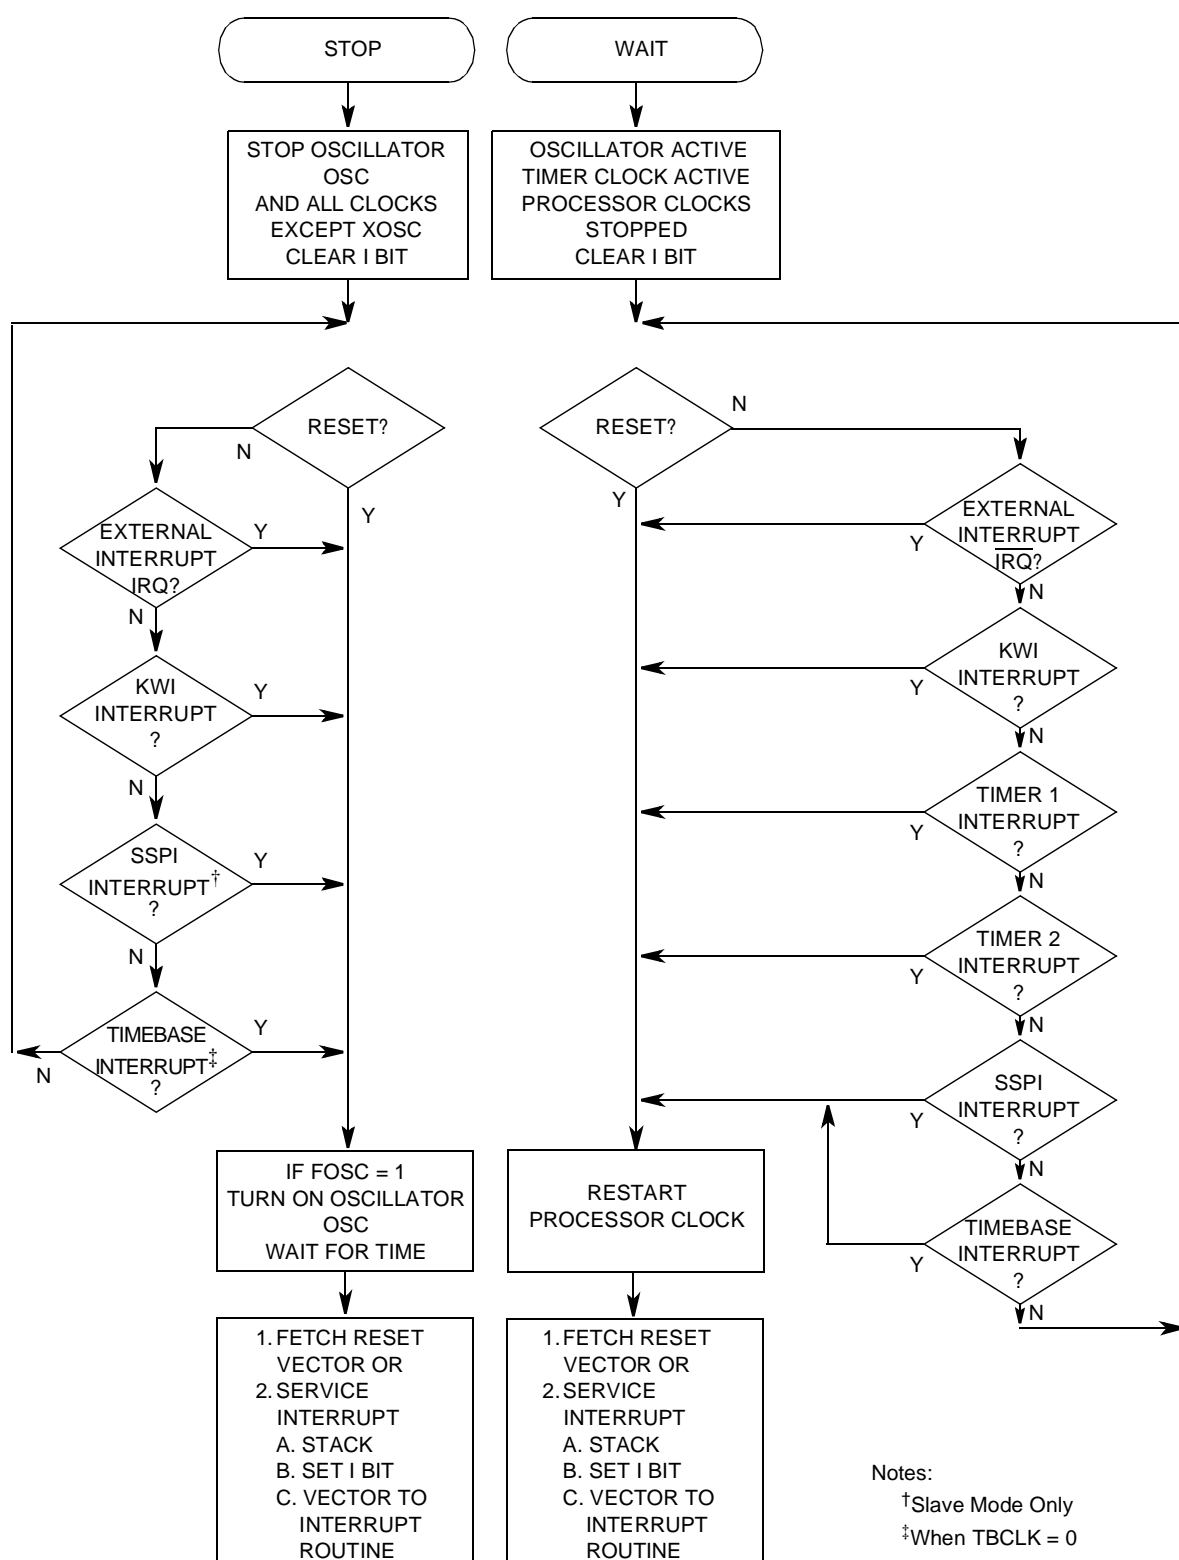 STOP
WAIT
STOP OSCILLATOR
OSC
AND ALL CLOCKS
EXCEPT XOSC
CLEAR I BIT
OSCILLATOR ACTIVE
TIMER CLOCK ACTIVE
PROCESSOR CLOCKS
STOPPED
CLEAR I BIT
RESET?
N
Y
EXTERNAL
INTERRUPT
IRQ?
Y
N
KWI
INTERRUPT
?
Y
N
SSPI
INTERRUPT†
?
Y
N
TIMEBASE
INTERRUPT‡
?
Y
N
IF FOSC = 1
TURN ON OSCILLATOR
OSC
WAIT FOR TIME
1. FETCH RESET
VECTOR OR
2. SERVICE
INTERRUPT
A. STACK
B. SET I BIT
C. VECTOR TO
INTERRUPT
ROUTINE
RESET?
N
Y
EXTERNAL
INTERRUPT
I̅R̅Q̅?
Y
N
KWI
INTERRUPT
?
Y
N
TIMER 1
INTERRUPT
?
Y
N
TIMER 2
INTERRUPT
?
Y
N
SSPI
INTERRUPT
?
Y
N
TIMEBASE
INTERRUPT
?
Y
N
RESTART
PROCESSOR CLOCK
1. FETCH RESET
VECTOR OR
2. SERVICE
INTERRUPT
A. STACK
B. SET I BIT
C. VECTOR TO
INTERRUPT
ROUTINE
Notes:
†Slave Mode Only
‡When TBCLK = 0